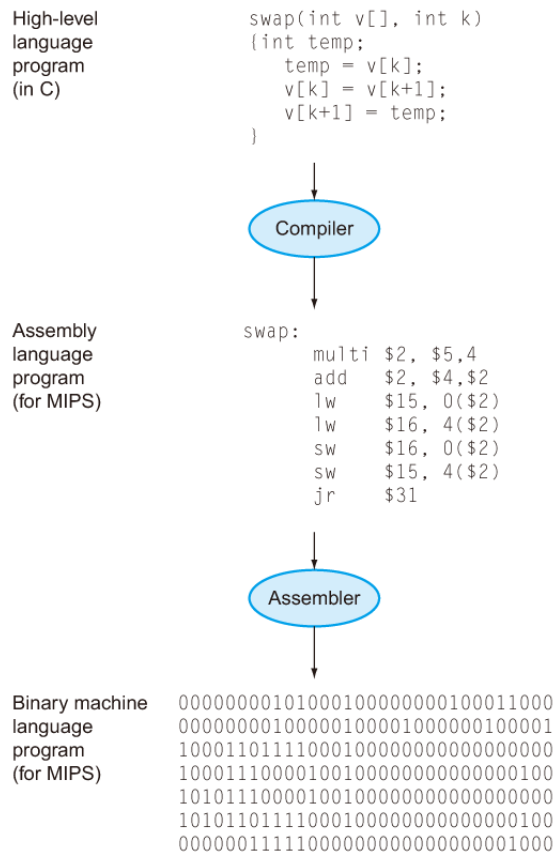 High-level
language
program
(in C)
swap(int v[], int k)
{int temp;
temp = v[k];
v[k] = v[k+1];
v[k+1] = temp;
}
Compiler
Assembly
language
program
(for MIPS)
swap:
multi $2, $5,4
add $2, $4,$2
lw $15, 0($2)
lw $16, 4($2)
sw $16, 0($2)
sw $15, 4($2)
jr $31
Assembler
Binary machine
language
program
(for MIPS)
00000000101000100000000100011000
00000000100000100001000000100001
10001101111000100000000000000000
10001110000100100000000000000100
10101110000100100000000000000000
10101101111000100000000000000100
00000011111000000000000000001000